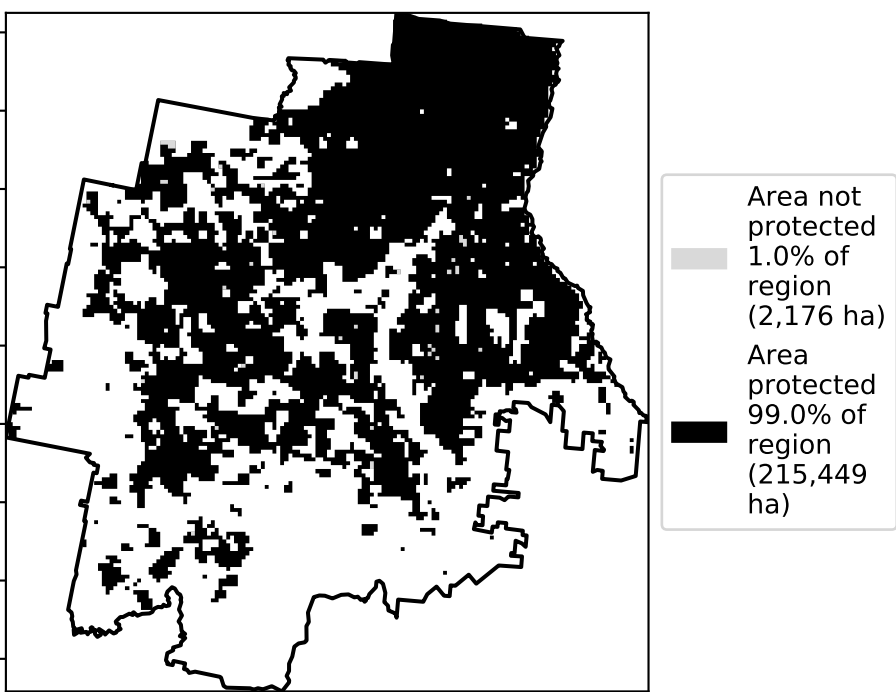 Area not
protected
1.0% of
region
(2,176 ha)
Area
protected
99.0% of
region
(215,449
ha)